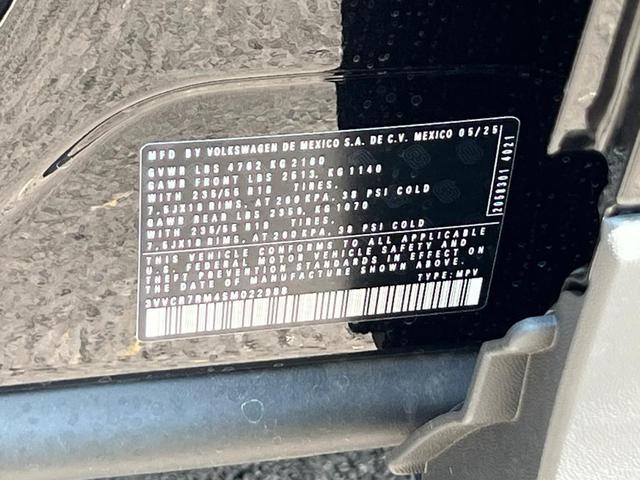 MFD BY VOLKSWAGEN DE MEXICO S.A. DE C.V. MEXICO 05/25
GVWR LBS 4762 KG 2160
GAWR FRONT LBS 2513, KG 1140
WITH 235/55 R18 TIRES.
7.5JX18 RIMS, AT 260 KPA, 38 PSI COLD
GAWR REAR LBS 2359, KG 1070
WITH 235/55 R18 TIRES.
7.5JX18 RIMS, AT 260 KPA, 38 PSI COLD
THIS VEHICLE CONFORMS TO ALL APPLICABLE
U.S. FEDERAL MOTOR VEHICLE SAFETY AND
THEFT PREVENTION STANDARDS IN EFFECT ON
THE DATE OF MANUFACTURE SHOWN ABOVE.
TYPE: MPV